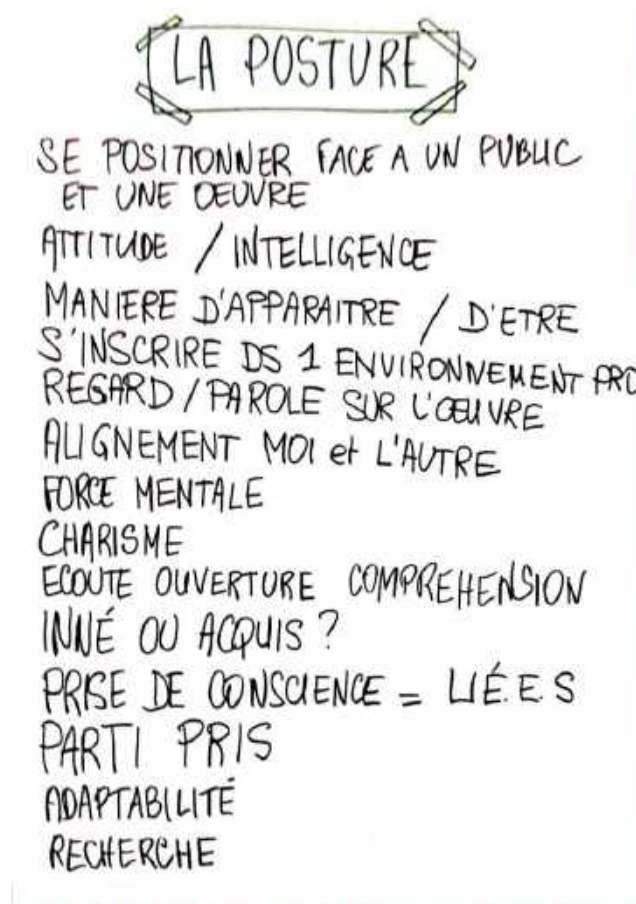 LA POSTURE
SE POSITIONNER FACE A UN PUBLIC
ET UNE OEUVRE
ATTITUDE / INTELLIGENCE
MANIERE D'APPARAITRE / D'ETRE
S'INSCRIRE DS 1 ENVIRONNEMENT PRO
REGARD / PAROLE SUR L'OEUVRE
ALIGNEMENT MOI et L'AUTRE
FORCE MENTALE
CHARISME
ECOUTE OUVERTURE COMPREHENSION
INNÉ OU ACQUIS ?
PRISE DE CONSCIENCE = LIÉ.E.S
PARTI PRIS
ADAPTABILITÉ
RECHERCHE